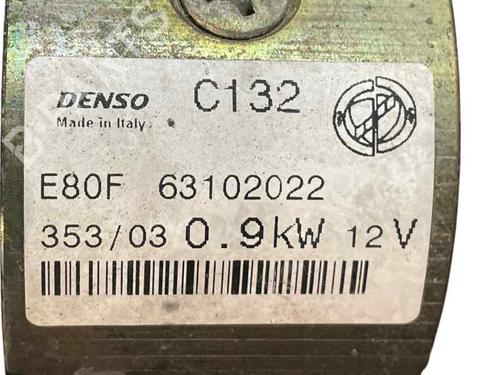 DENSO C132
Made in Italy
E80F 63102022
353/03 0.9kW 12V